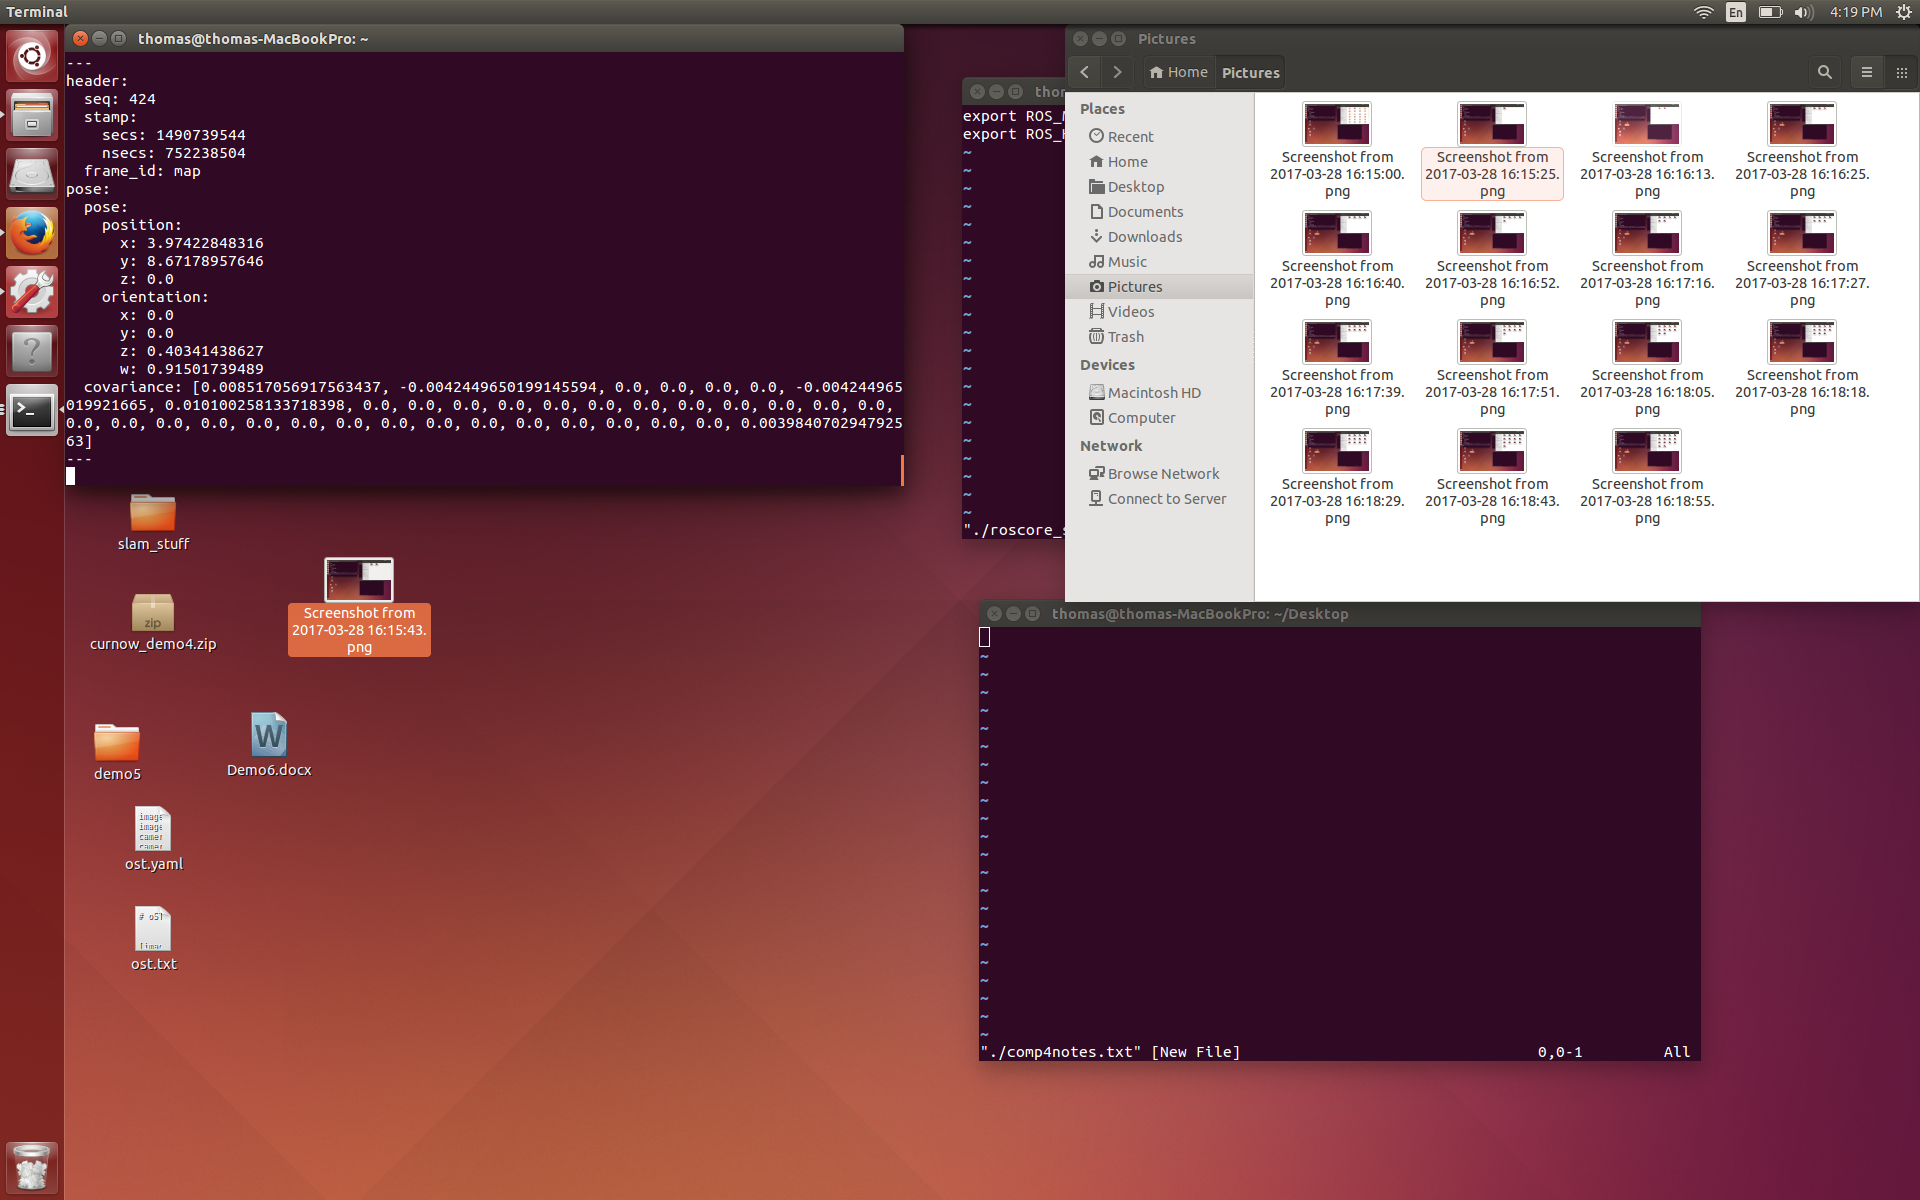 Terminal
En
4:19 PM
thomas@thomas-MacBookPro: ~
---
header:
seq: 424
stamp:
secs: 1490739544
nsecs: 752238504
frame_id: map
pose:
pose:
position:
x: 3.97422848316
y: 8.67178957646
z: 0.0
orientation:
x: 0.0
y: 0.0
z: 0.40341438627
w: 0.91501739489
covariance: [0.008517056917563437, -0.0042449650199145594, 0.0, 0.0, 0.0, 0.0, -0.004244965
019921665, 0.010100258133718398, 0.0, 0.0, 0.0, 0.0, 0.0, 0.0, 0.0, 0.0, 0.0, 0.0, 0.0, 0.0,
0.0, 0.0, 0.0, 0.0, 0.0, 0.0, 0.0, 0.0, 0.0, 0.0, 0.0, 0.0, 0.0, 0.0, 0.0, 0.0039840702947925
63]
---
export ROS_
export ROS_
"./roscore_
Pictures
Home
Pictures
Places
Recent
Home
Desktop
Documents
Downloads
Music
Pictures
Videos
Trash
Devices
Macintosh HD
Computer
Network
Browse Network
Connect to Server
Screenshot from
2017-03-28 16:15:00.
png
Screenshot from
2017-03-28 16:15:25.
png
Screenshot from
2017-03-28 16:16:13.
png
Screenshot from
2017-03-28 16:16:25.
png
Screenshot from
2017-03-28 16:16:40.
png
Screenshot from
2017-03-28 16:16:52.
png
Screenshot from
2017-03-28 16:17:16.
png
Screenshot from
2017-03-28 16:17:27.
png
Screenshot from
2017-03-28 16:17:39.
png
Screenshot from
2017-03-28 16:17:51.
png
Screenshot from
2017-03-28 16:18:05.
png
Screenshot from
2017-03-28 16:18:18.
png
Screenshot from
2017-03-28 16:18:29.
png
Screenshot from
2017-03-28 16:18:43.
png
Screenshot from
2017-03-28 16:18:55.
png
slam_stuff
Screenshot from
2017-03-28 16:15:43.
png
zip
curnow_demo4.zip
demo5
W
Demo6.docx
image
image
camer
camer
ost.yaml
ost.txt
thomas@thomas-MacBookPro: ~/Desktop
"./comp4notes.txt" [New File] 0,0-1 All